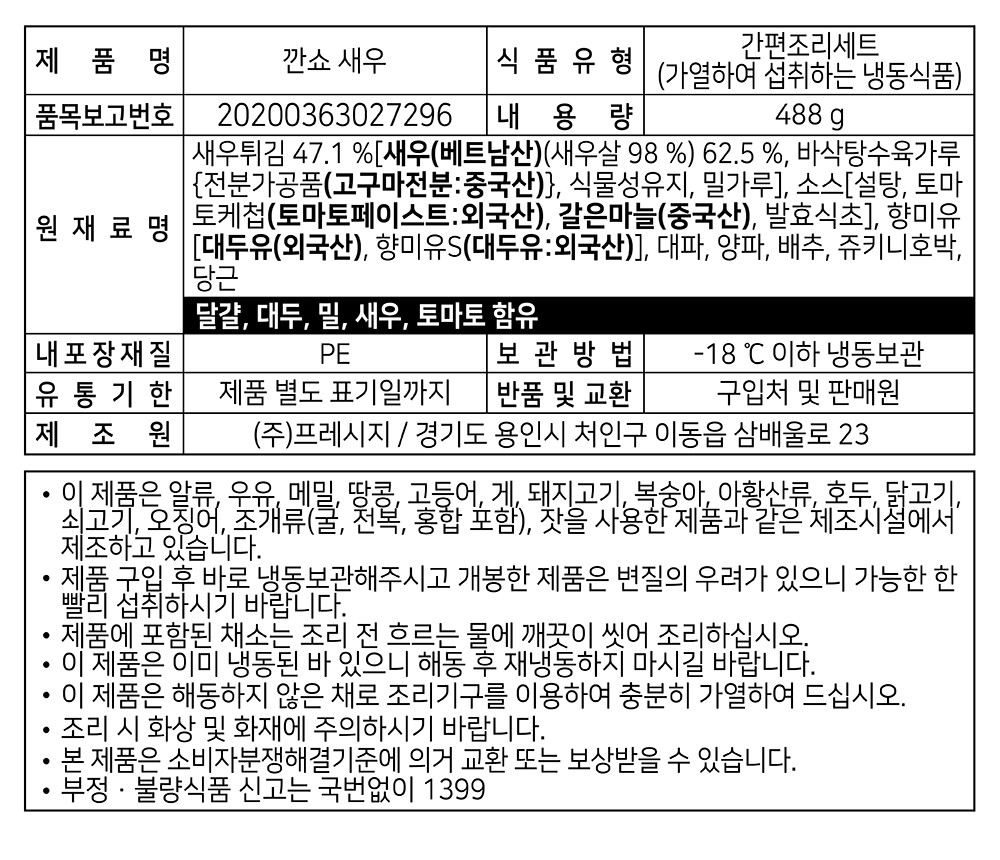 제 품 명 깐쇼 새우 식 품 유 형 간편조리세트
(가열하여 섭취하는 냉동식품)
품목보고번호 20200363027296 내 용 량 488 g
원 재 료 명
새우튀김 47.1 %[새우(베트남산)(새우살 98 %) 62.5 %, 바삭탕수육가루
{전분가공품(고구마전분:중국산)}, 식물성유지, 밀가루], 소스[설탕, 토마
토케첩(토마토페이스트:외국산), 갈은마늘(중국산), 발효식초], 향미유
[대두유(외국산), 향미유S(대두유:외국산)], 대파, 양파, 배추, 쥬키니호박,
당근
달걀, 대두, 밀, 새우, 토마토 함유
내포장재질 PE 보 관 방 법 -18 ℃ 이하 냉동보관
유 통 기 한 제품 별도 표기일까지 반품 및 교환 구입처 및 판매원
제 조 원 (주)프레시지 / 경기도 용인시 처인구 이동읍 삼배울로 23
• 이 제품은 알류, 우유, 메밀, 땅콩, 고등어, 게, 돼지고기, 복숭아, 아황산류, 호두, 닭고기,
쇠고기, 오징어, 조개류(굴, 전복, 홍합 포함), 잣을 사용한 제품과 같은 제조시설에서
제조하고 있습니다.
• 제품 구입 후 바로 냉동보관해주시고 개봉한 제품은 변질의 우려가 있으니 가능한 한
빨리 섭취하시기 바랍니다.
• 제품에 포함된 채소는 조리 전 흐르는 물에 깨끗이 씻어 조리하십시오.
• 이 제품은 이미 냉동된 바 있으니 해동 후 재냉동하지 마시길 바랍니다.
• 이 제품은 해동하지 않은 채로 조리기구를 이용하여 충분히 가열하여 드십시오.
• 조리 시 화상 및 화재에 주의하시기 바랍니다.
• 본 제품은 소비자분쟁해결기준에 의거 교환 또는 보상받을 수 있습니다.
• 부정 · 불량식품 신고는 국번없이 1399